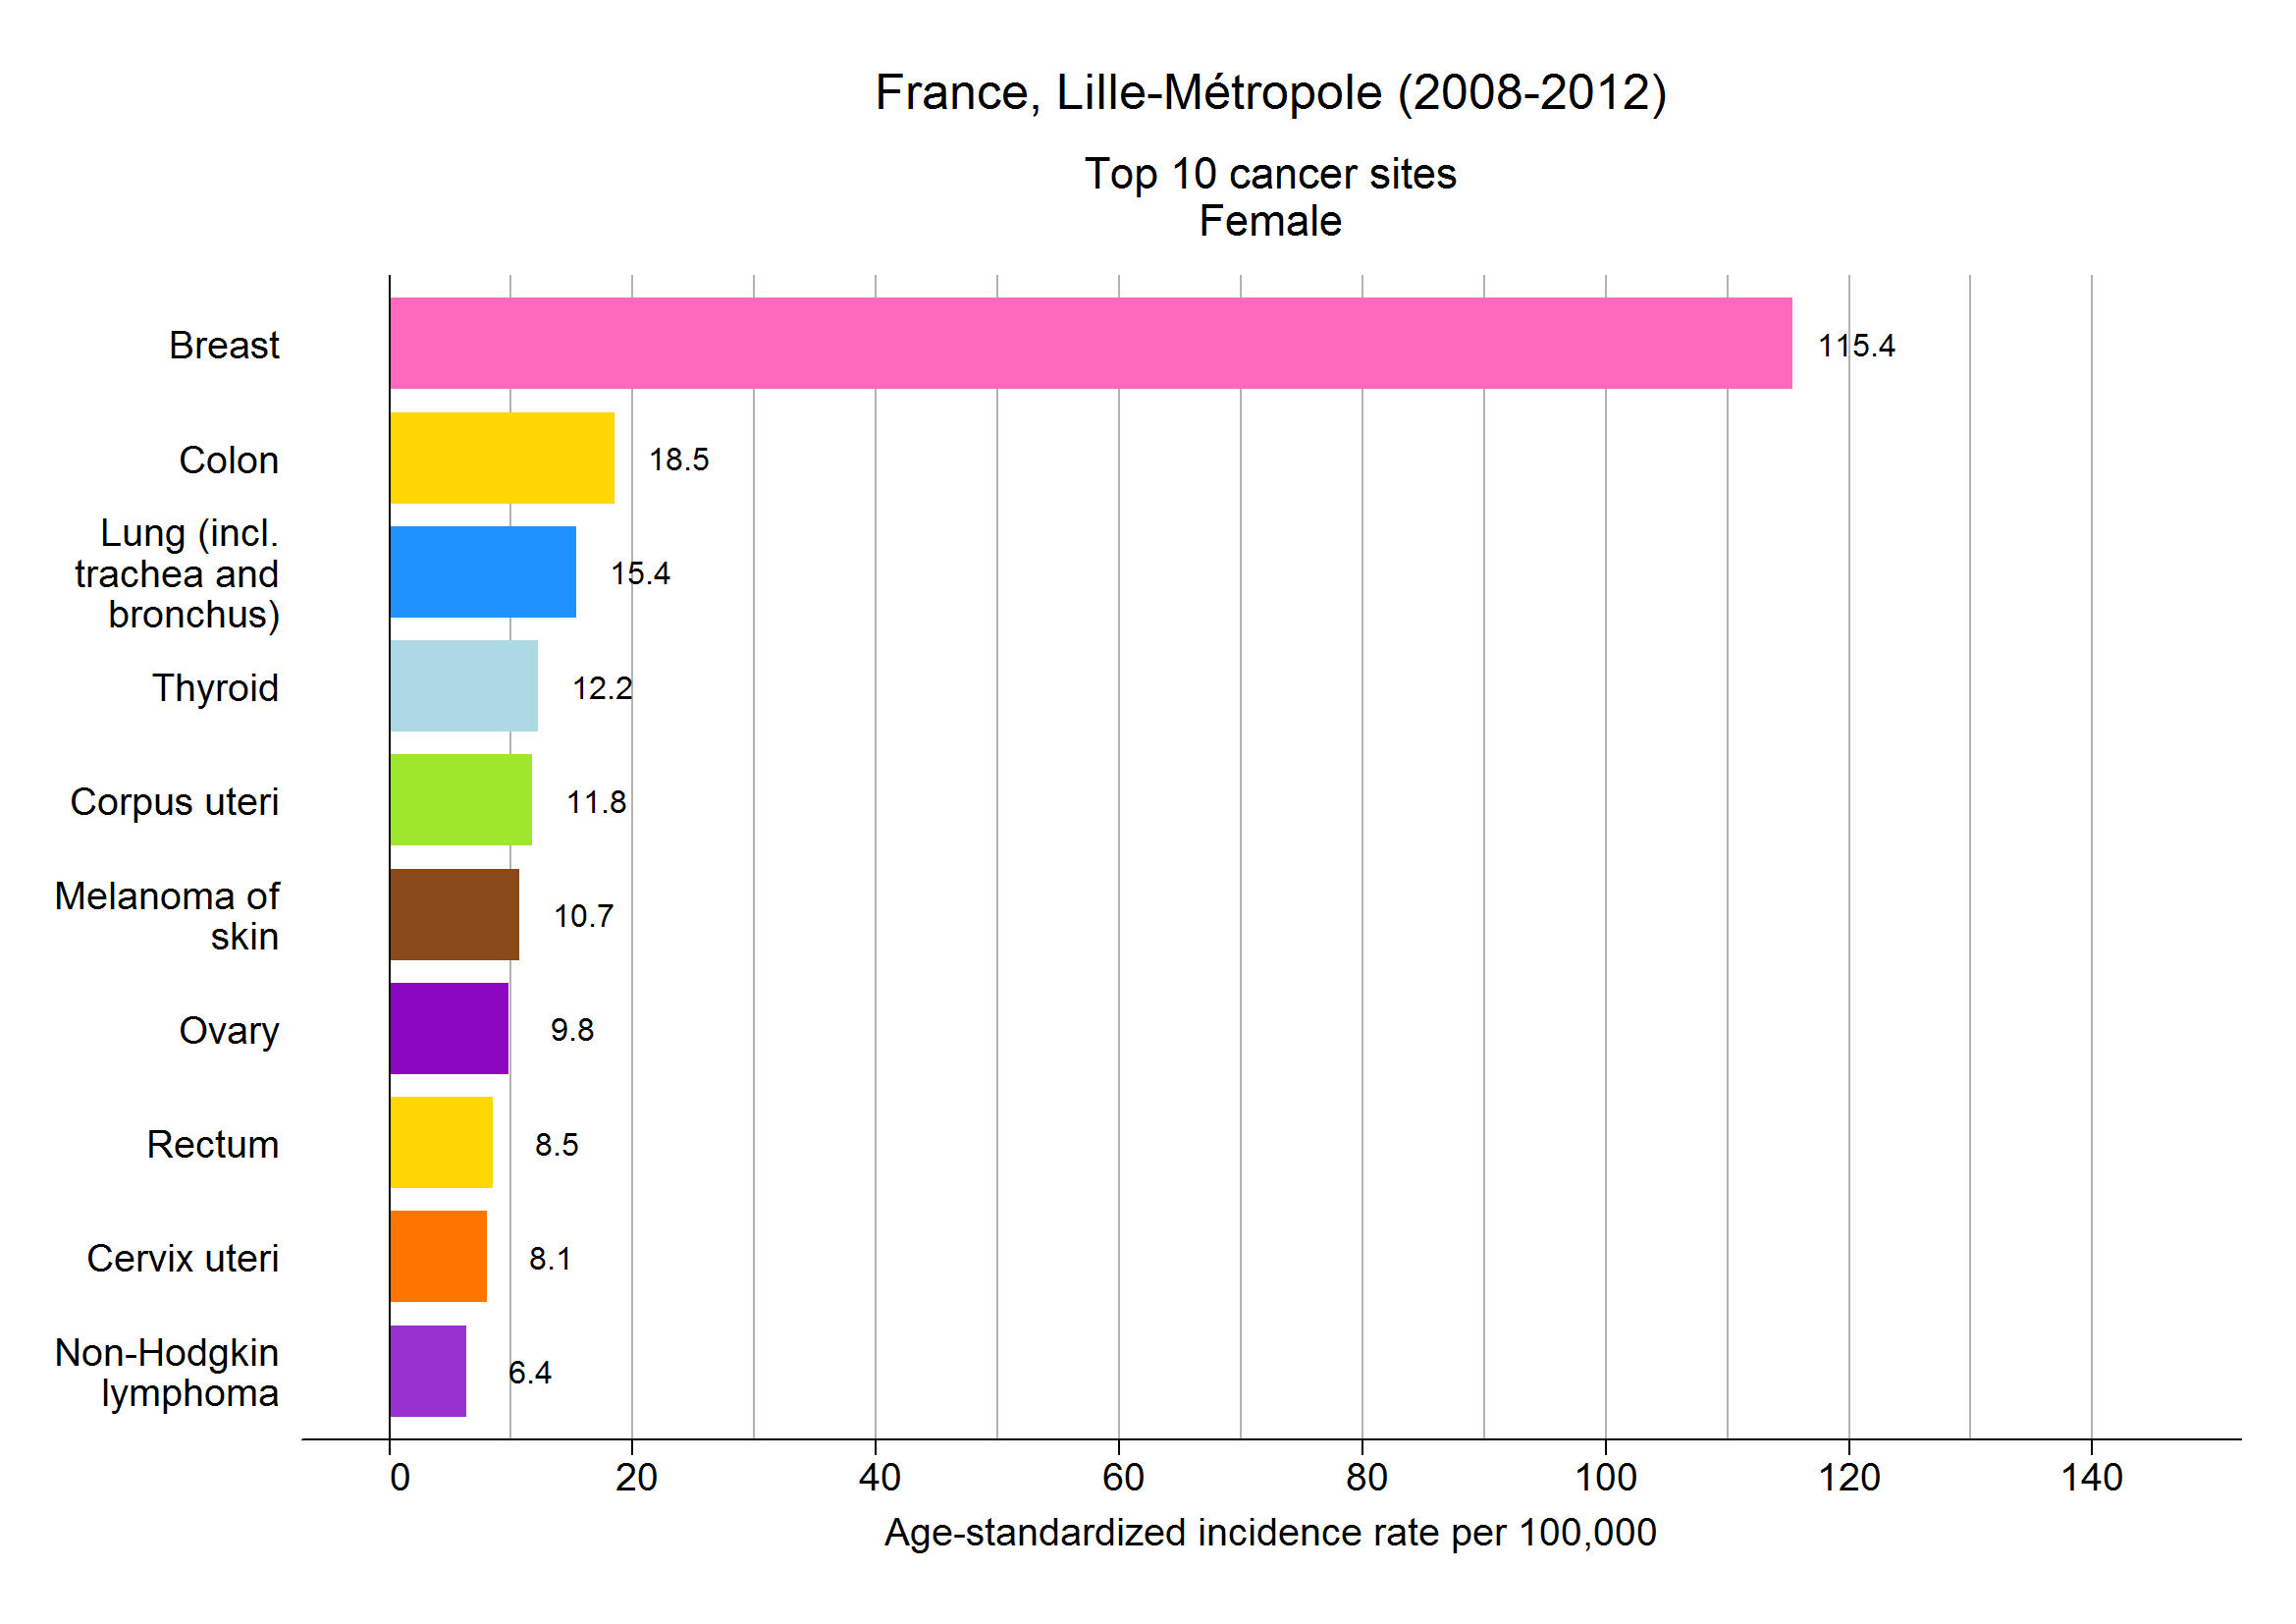 France, Lille-Métropole (2008-2012)
Top 10 cancer sites
Female
Breast
115.4
Colon
18.5
Lung (incl.
trachea and
bronchus)
15.4
Thyroid
12.2
Corpus uteri
11.8
Melanoma of
skin
10.7
Ovary
9.8
Rectum
8.5
Cervix uteri
8.1
Non-Hodgkin
lymphoma
6.4
0 20 40 60 80 100 120 140
Age-standardized incidence rate per 100,000